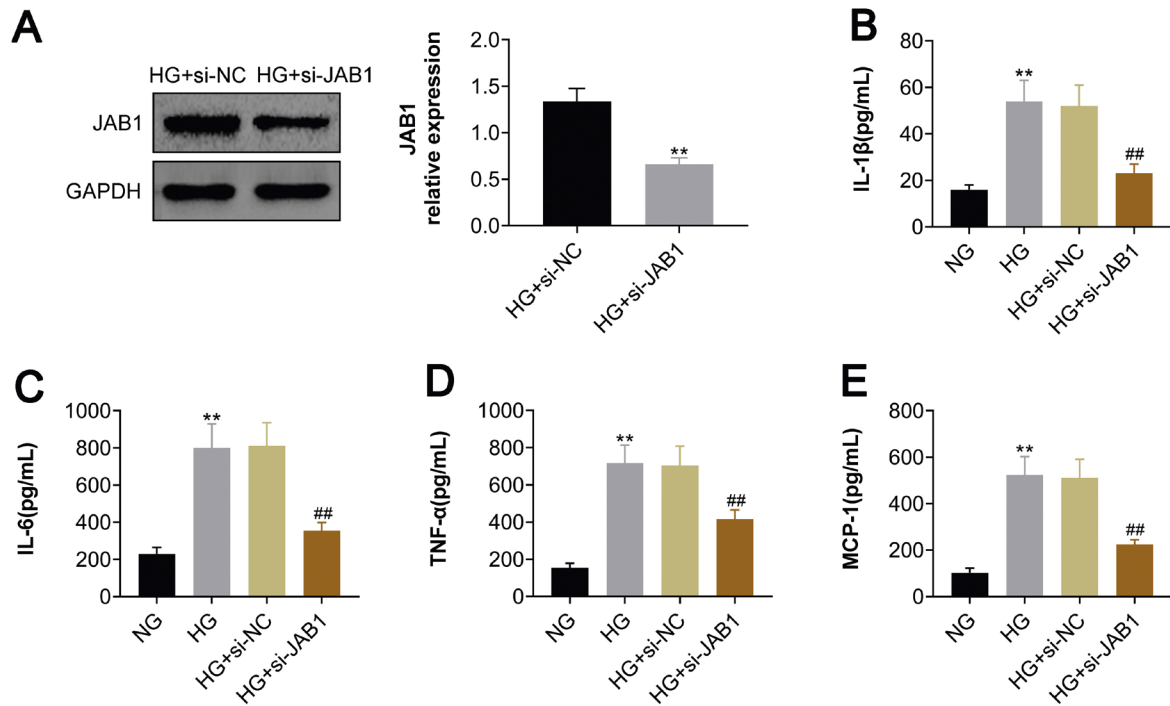 A
HG+si-NC HG+si-JAB1
JAB1
GAPDH
JAB1
relative expression
2.0
1.5
1.0
0.5
0.0
**
HG+si-NC
HG+si-JAB1
B
IL-1β(pg/mL)
80
60
40
20
0
**
##
NG
HG
HG+si-NC
HG+si-JAB1
C
IL-6(pg/mL)
1000
800
600
400
200
0
**
##
NG
HG
HG+si-NC
HG+si-JAB1
D
TNF-α(pg/mL)
1000
800
600
400
200
0
**
##
NG
HG
HG+si-NC
HG+si-JAB1
E
MCP-1(pg/mL)
800
600
400
200
0
**
##
NG
HG
HG+si-NC
HG+si-JAB1